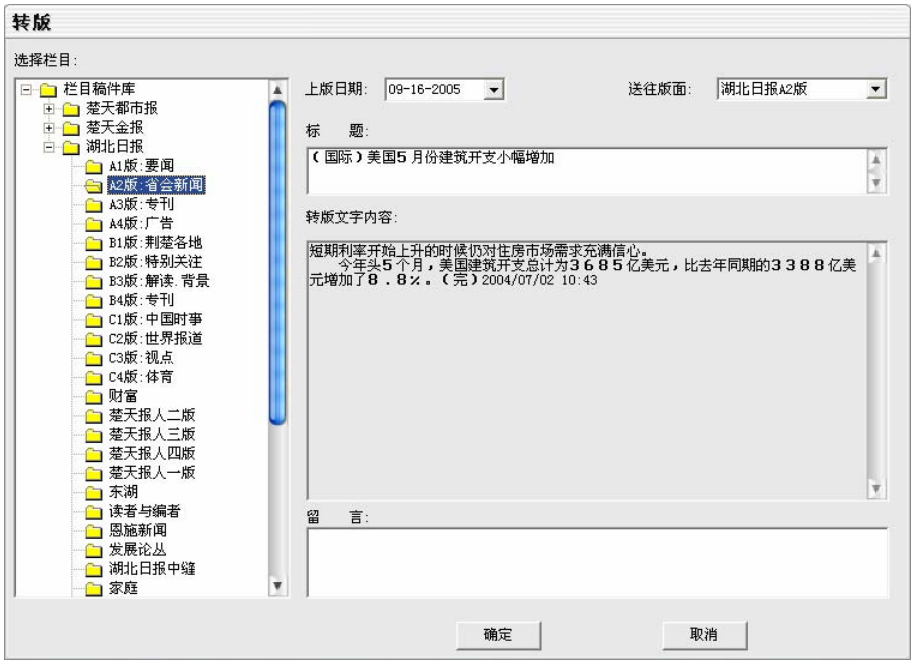 转版
选择栏目:
栏目稿件库
楚天都市报
楚天金报
湖北日报
A1版:要闻
A2版:省会新闻
A3版:专刊
A4版:广告
B1版:荆楚各地
B2版:特别关注
B3版:解读.背景
B4版:专刊
C1版:中国时事
C2版:世界报道
C3版:视点
C4版:体育
财富
楚天报人二版
楚天报人三版
楚天报人四版
楚天报人一版
东湖
读者与编者
恩施新闻
发展论丛
湖北日报中缝
家庭
上版日期: 09-16-2005 送往版面: 湖北日报A2版
标 题:
(国际)美国5月份建筑开支小幅增加
转版文字内容:
短期利率开始上升的时候仍对住房市场需求充满信心。
今年头5个月,美国建筑开支总计为3685亿美元,比去年同期的3388亿美
元增加了8.8%。(完)2004/07/02 10:43
留 言:
确定 取消